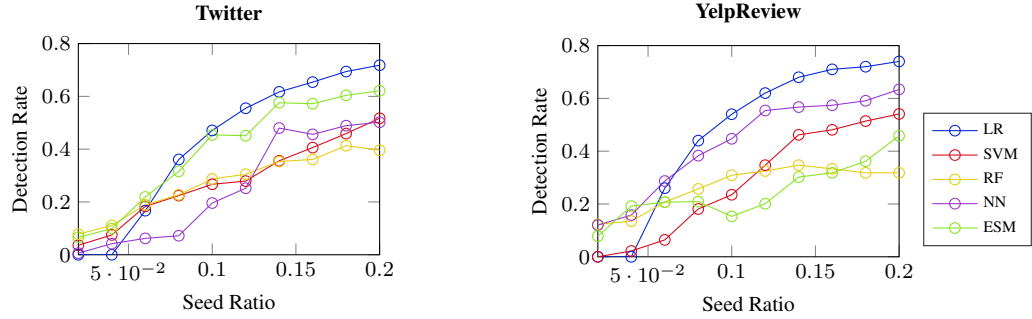 Twitter
0.8
0.6
0.4
0.2
0
5 · 10⁻²
0.1
0.15
0.2
Seed Ratio
Detection Rate
YelpReview
0.8
0.6
0.4
0.2
0
5 · 10⁻²
0.1
0.15
0.2
Seed Ratio
Detection Rate
LR
SVM
RF
NN
ESM